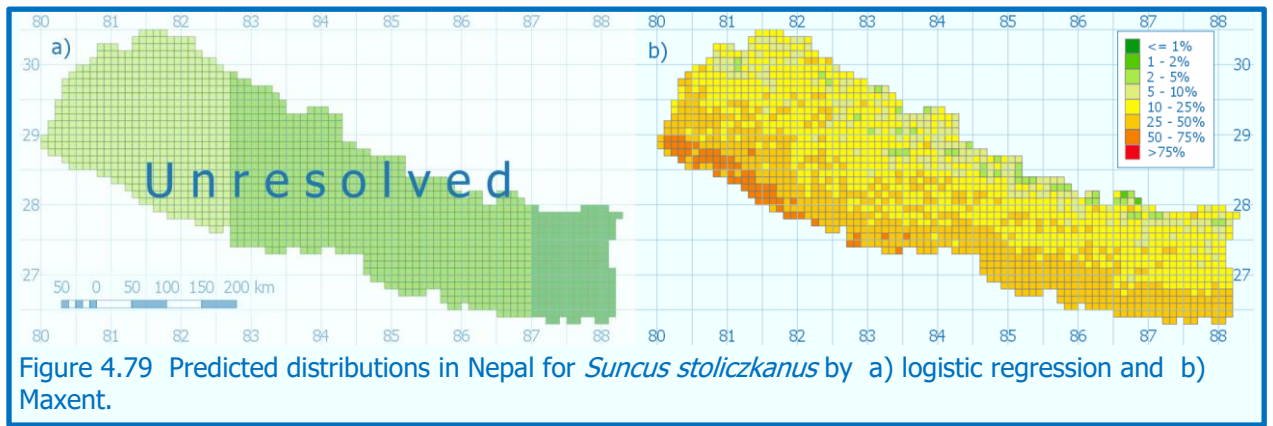 80 81 82 83 84 85 86 87 88
80 81 82 83 84 85 86 87 88
a)
b)
<= 1%
1 - 2%
2 - 5%
5 - 10%
10 - 25%
25 - 50%
50 - 75%
>75%
30
29
28
27
30
29
28
27
Unresolved
50 0 50 100 150 200 km
80 81 82 83 84 85 86 87 88
80 81 82 83 84 85 86 87 88
Figure 4.79 Predicted distributions in Nepal for Suncus stoliczkanus by a) logistic regression and b)
Maxent.